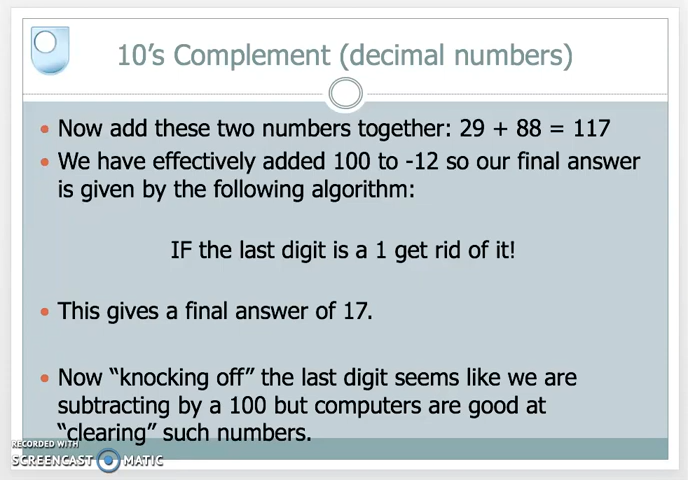 10's Complement (decimal numbers)
• Now add these two numbers together: 29 + 88 = 117
• We have effectively added 100 to -12 so our final answer
is given by the following algorithm:
IF the last digit is a 1 get rid of it!
• This gives a final answer of 17.
• Now “knocking off” the last digit seems like we are
subtracting by a 100 but computers are good at
“clearing” such numbers.
RECORDED WITH
SCREENCAST MATIC